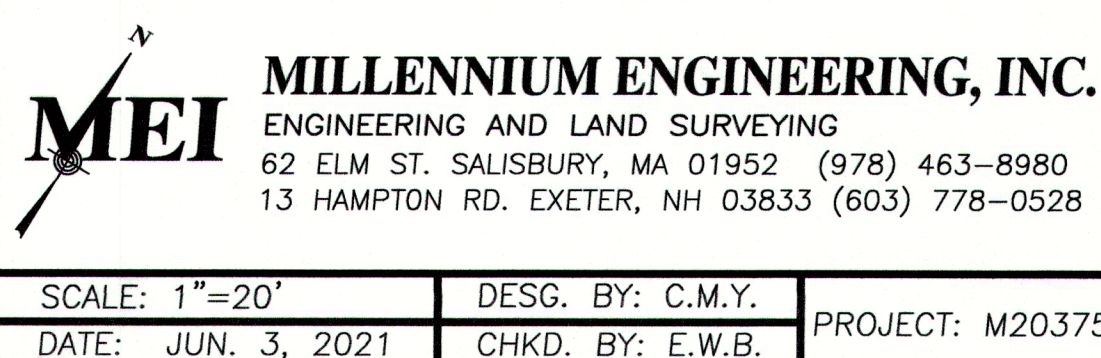 N
MEI
MILLENNIUM ENGINEERING, INC.
ENGINEERING AND LAND SURVEYING
62 ELM ST. SALISBURY, MA 01952 (978) 463-8980
13 HAMPTON RD. EXETER, NH 03833 (603) 778-0528
SCALE: 1"=20' DESG. BY: C.M.Y. PROJECT: M20375
DATE: JUN. 3, 2021 CHKD. BY: E.W.B.